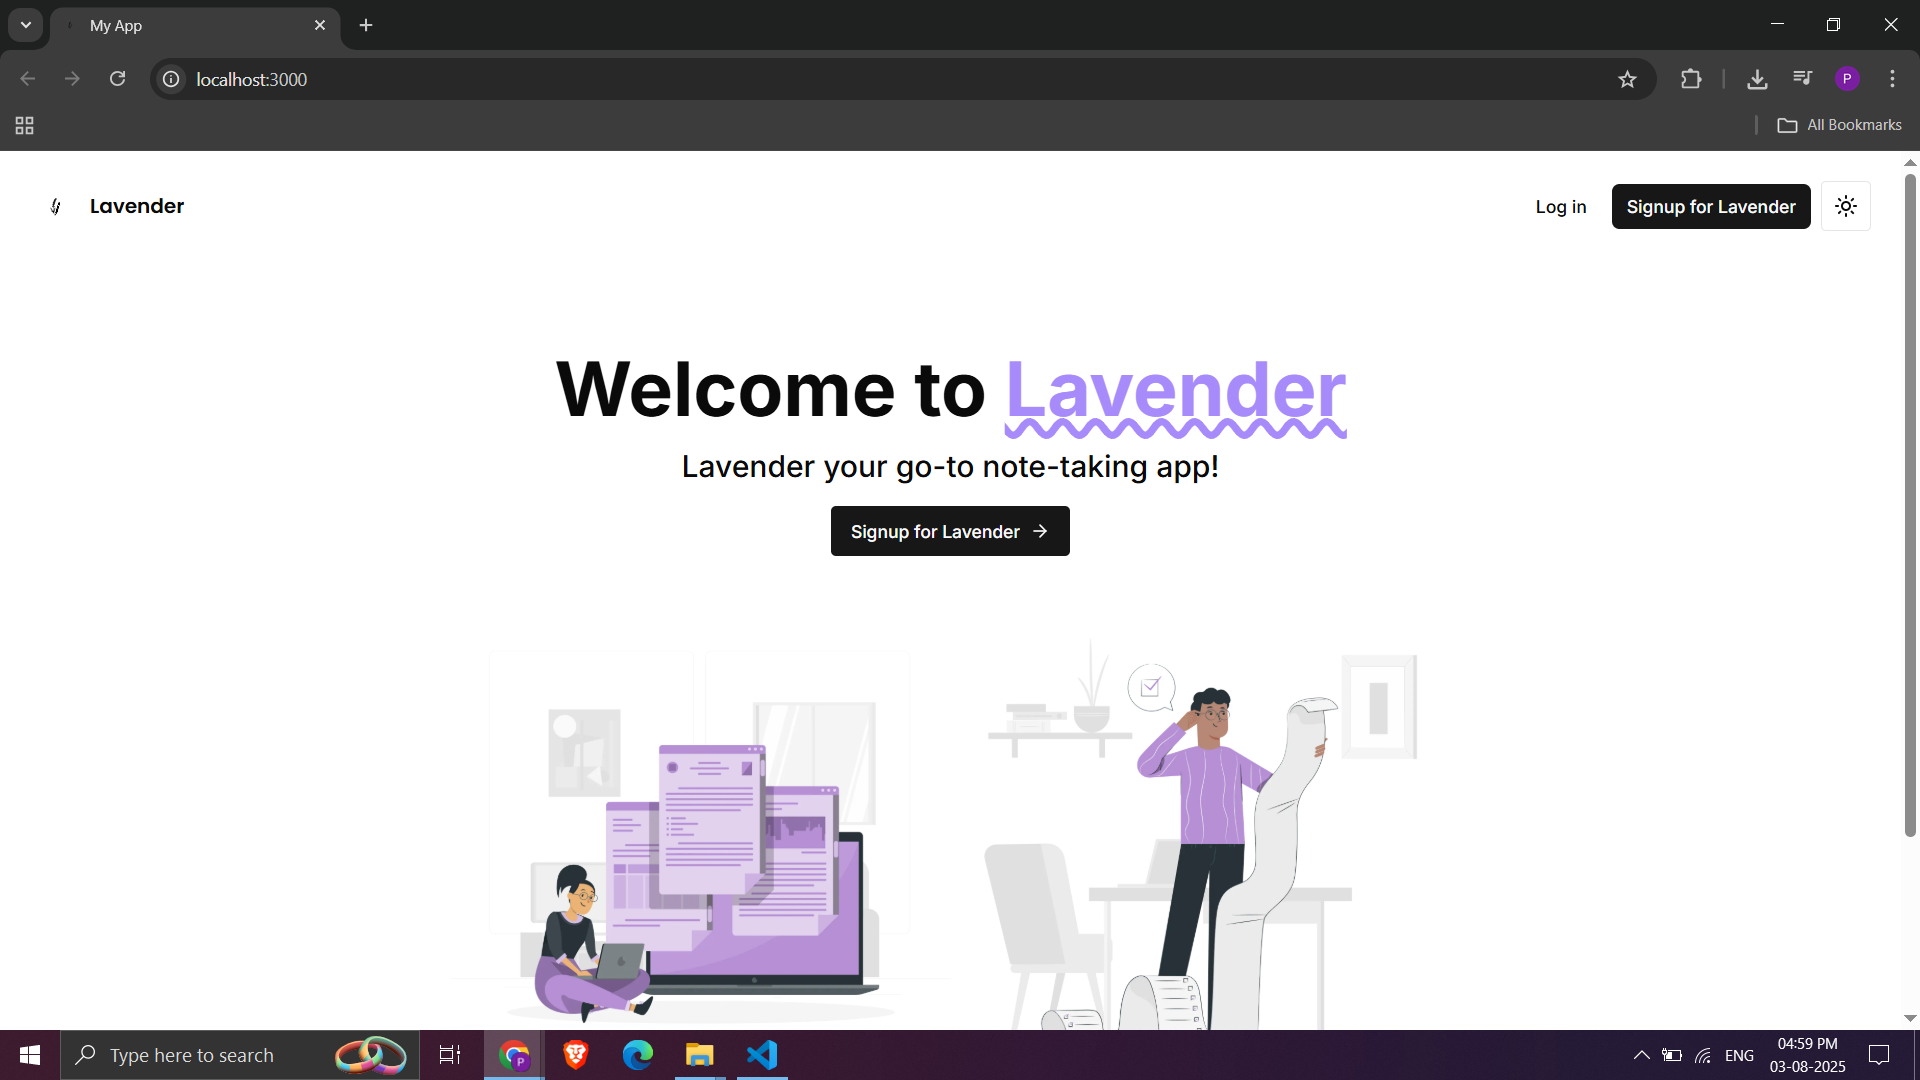 My App
localhost:3000
All Bookmarks
Lavender
Log in
Signup for Lavender
Welcome to Lavender
Lavender your go-to note-taking app!
Signup for Lavender
Type here to search
ENG
04:59 PM
03-08-2025
P
P